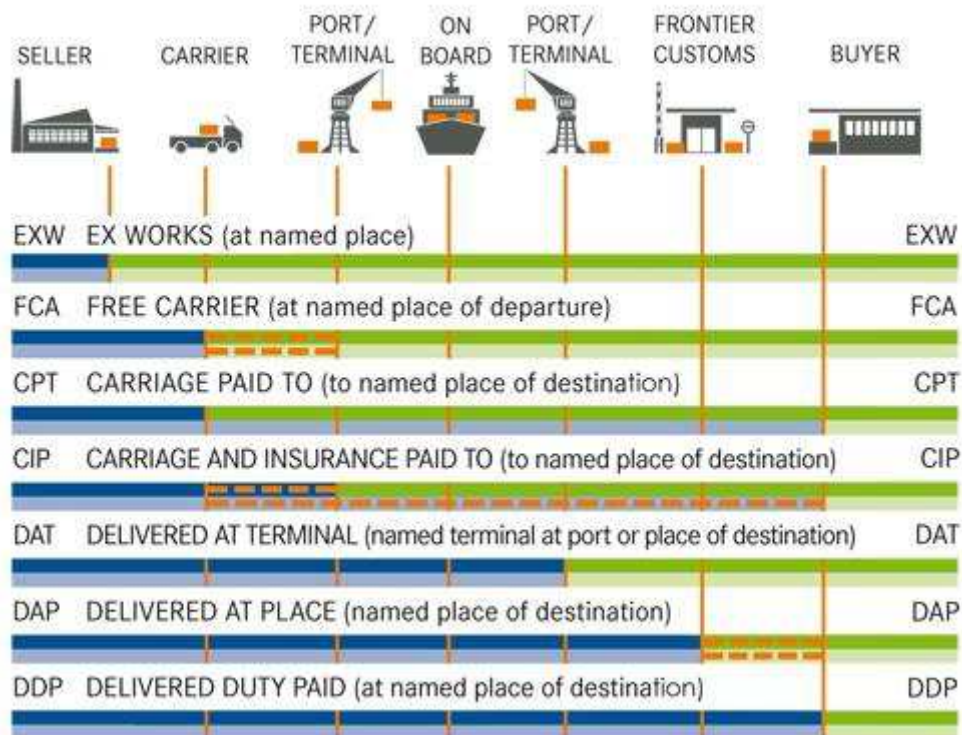 SELLER
CARRIER
PORT/
TERMINAL
ON
BOARD
PORT/
TERMINAL
FRONTIER
CUSTOMS
BUYER
EXW EX WORKS (at named place) EXW
FCA FREE CARRIER (at named place of departure) FCA
CPT CARRIAGE PAID TO (to named place of destination) CPT
CIP CARRIAGE AND INSURANCE PAID TO (to named place of destination) CIP
DAT DELIVERED AT TERMINAL (named terminal at port or place of destination) DAT
DAP DELIVERED AT PLACE (named place of destination) DAP
DDP DELIVERED DUTY PAID (at named place of destination) DDP